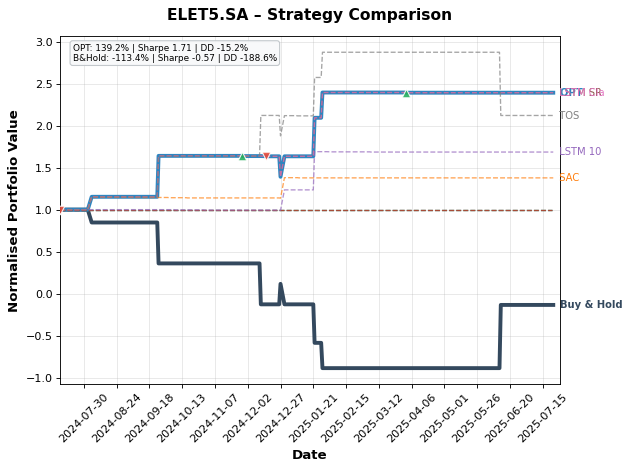 ELET5.SA – Strategy Comparison
OPT: 139.2% | Sharpe 1.71 | DD -15.2%
B&Hold: -113.4% | Sharpe -0.57 | DD -188.6%
Normalised Portfolio Value
3.0
2.5
2.0
1.5
1.0
0.5
0.0
−0.5
−1.0
TOS
LSTM 10
SAC
Buy & Hold
2024-07-30
2024-08-24
2024-09-18
2024-10-13
2024-11-07
2024-12-02
2024-12-27
2025-01-21
2025-02-15
2025-03-12
2025-04-06
2025-05-01
2025-05-26
2025-06-20
2025-07-15
Date